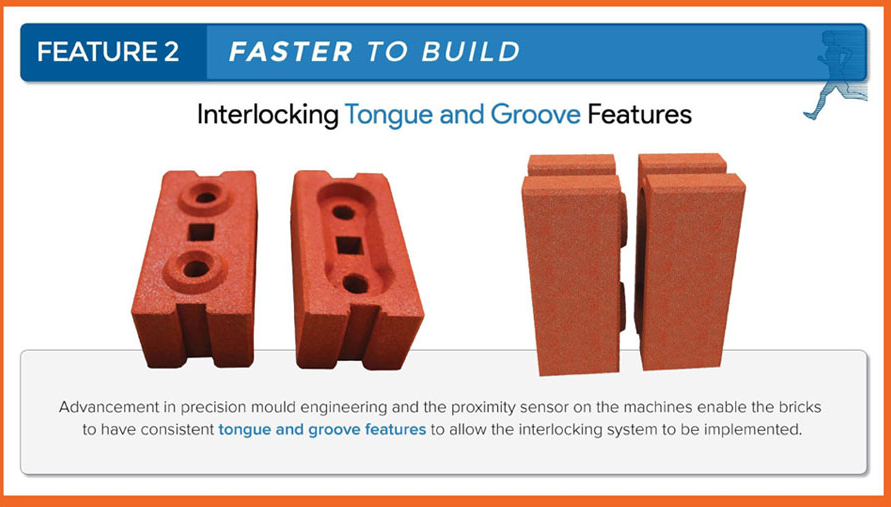 FEATURE 2 FASTER TO BUILD
Interlocking Tongue and Groove Features
Advancement in precision mould engineering and the proximity sensor on the machines enable the bricks
to have consistent tongue and groove features to allow the interlocking system to be implemented.